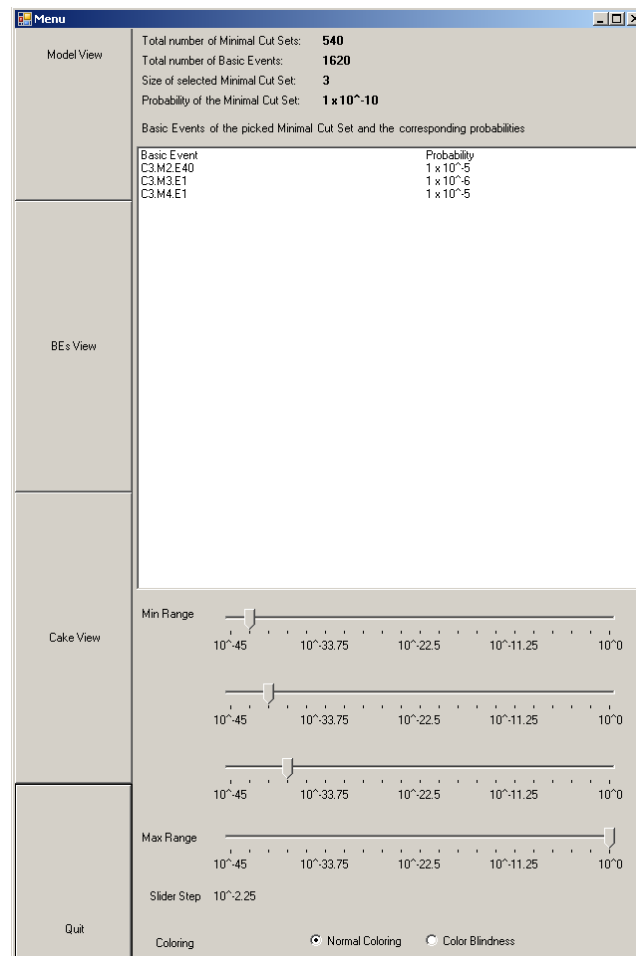 Menu
Model View
BEs View
Cake View
Quit
Total number of Minimal Cut Sets: 540
Total number of Basic Events: 1620
Size of selected Minimal Cut Set: 3
Probability of the Minimal Cut Set: 1 x 10^-10
Basic Events of the picked Minimal Cut Set and the corresponding probabilities
Basic Event Probability
C3.M2.E40 1 x 10^-5
C3.M3.E1 1 x 10^-6
C3.M4.E1 1 x 10^-5
Min Range
10^-45 10^-33.75 10^-22.5 10^-11.25 10^0
10^-45 10^-33.75 10^-22.5 10^-11.25 10^0
10^-45 10^-33.75 10^-22.5 10^-11.25 10^0
Max Range
10^-45 10^-33.75 10^-22.5 10^-11.25 10^0
Slider Step 10^-2.25
Coloring Normal Coloring Color Blindness